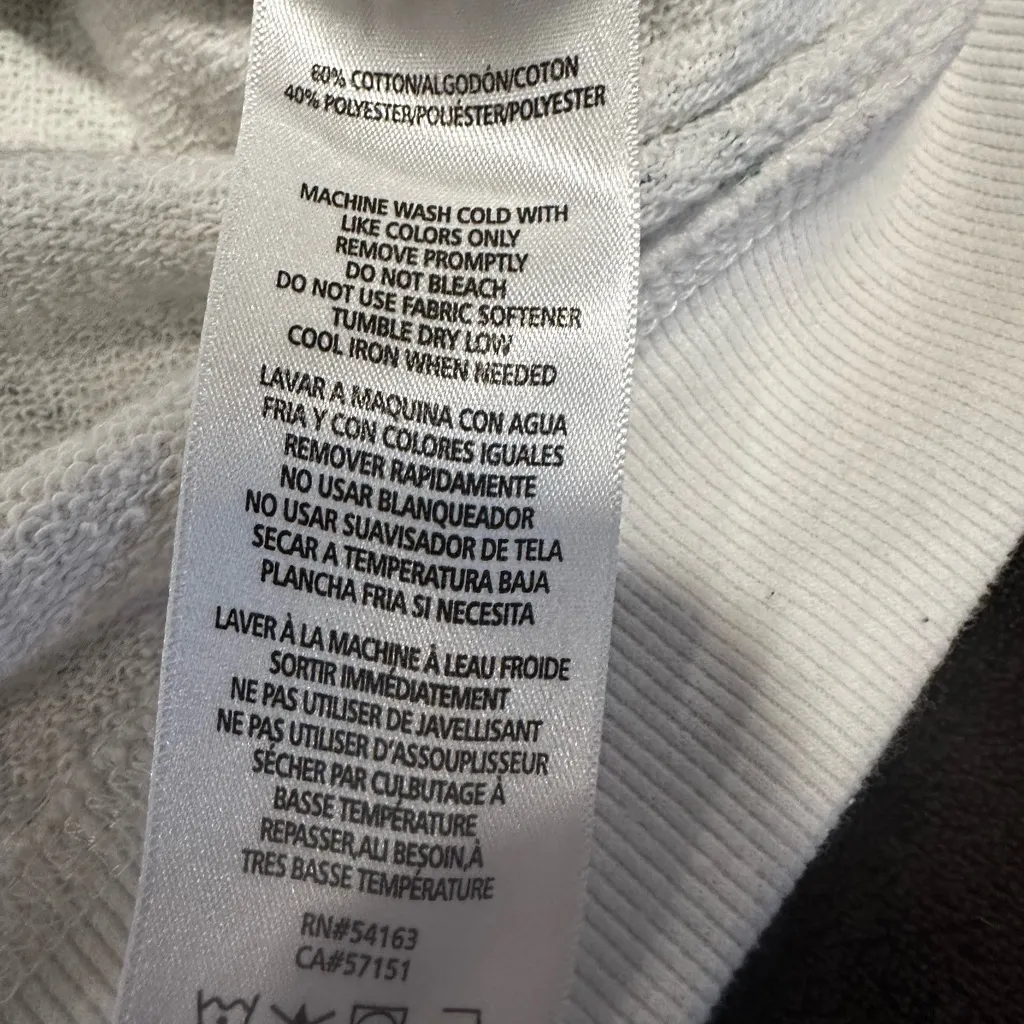 60% COTTON/ALGODÓN/COTON
40% POLYESTER/POLIÉSTER/POLYESTER
MACHINE WASH COLD WITH
LIKE COLORS ONLY
REMOVE PROMPTLY
DO NOT BLEACH
DO NOT USE FABRIC SOFTENER
TUMBLE DRY LOW
COOL IRON WHEN NEEDED
LAVAR A MAQUINA CON AGUA
FRIA Y CON COLORES IGUALES
REMOVER RAPIDAMENTE
NO USAR BLANQUEADOR
NO USAR SUAVISADOR DE TELA
SECAR A TEMPERATURA BAJA
PLANCHA FRIA SI NECESITA
LAVER À LA MACHINE À LEAU FROIDE
SORTIR IMMÉDIATEMENT
NE PAS UTILISER DE JAVELLISANT
NE PAS UTILISER D'ASSOUPLISSEUR
SÉCHER PAR CULBUTAGE À
BASSE TEMPÉRATURE
REPASSER,AU BESOIN,À
TRES BASSE TEMPÉRATURE
RN#54163
CA#57151